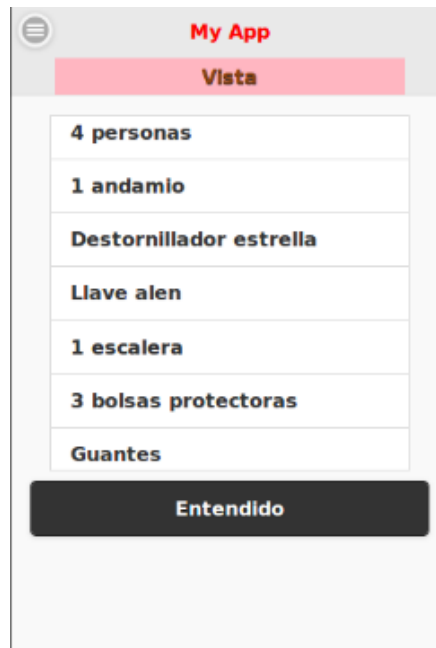 My App
Vista
4 personas
1 andamio
Destornillador estrella
Llave alen
1 escalera
3 bolsas protectoras
Guantes
Entendido